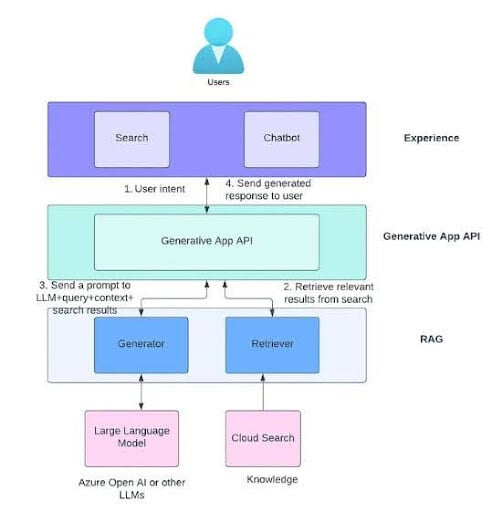 Users
Search
Chatbot
Experience
1. User intent
4. Send generated
response to user
Generative App API
Generative App API
3. Send a prompt to
LLM+query+context+
search results
2. Retrieve relevant
results from search
Generator
Retriever
RAG
Large Language
Model
Cloud Search
Azure Open AI or other
LLMs
Knowledge